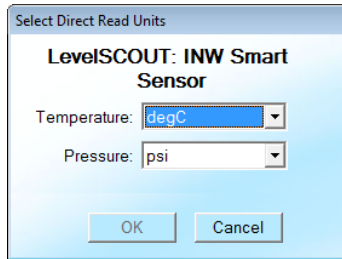 Select Direct Read Units
LevelSCOUT: INW Smart
Sensor
Temperature: degC
Pressure: psi
OK Cancel